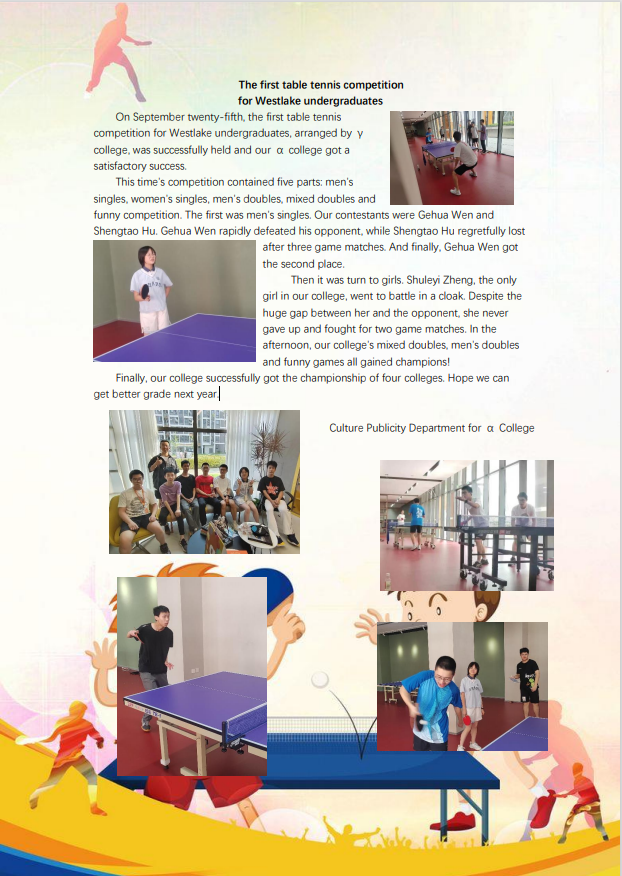 The first table tennis competition
for Westlake undergraduates
On September twenty-fifth, the first table tennis
competition for Westlake undergraduates, arranged by γ
college, was successfully held and our α college got a
satisfactory success.
This time's competition contained five parts: men's
singles, women's singles, men's doubles, mixed doubles and
funny competition. The first was men's singles. Our contestants were Gehua Wen and
Shengtao Hu. Gehua Wen rapidly defeated his opponent, while Shengtao Hu regretfully lost
after three game matches. And finally, Gehua Wen got
the second place.
Then it was turn to girls. Shuleyi Zheng, the only
girl in our college, went to battle in a cloak. Despite the
huge gap between her and the opponent, she never
gave up and fought for two game matches. In the
afternoon, our college's mixed doubles, men's doubles
and funny games all gained champions!
Finally, our college successfully got the championship of four colleges. Hope we can
get better grade next year.
Culture Publicity Department for α College